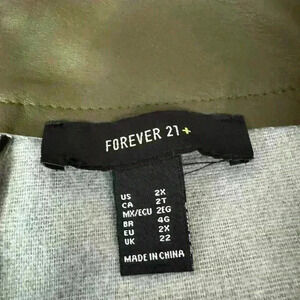 FOREVER 21+
US 2X
CA 2T
MX/ECU 2EG
BR 4G
EU 2X
UK 22
MADE IN CHINA